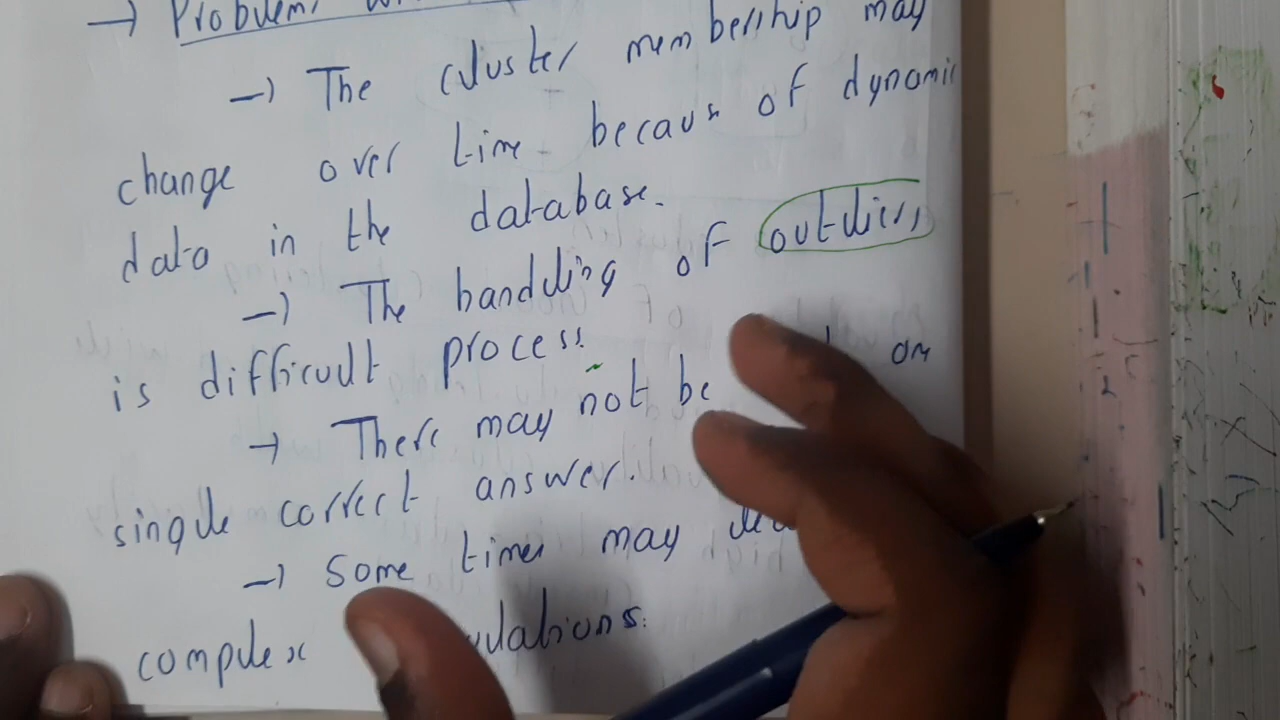 → Problems
→ The cluster membership may
change over time because of dynamic
data in the database.
→ The handling of outliers
is difficult process.
→ There may not be on
single correct answer.
→ Some times may
complex